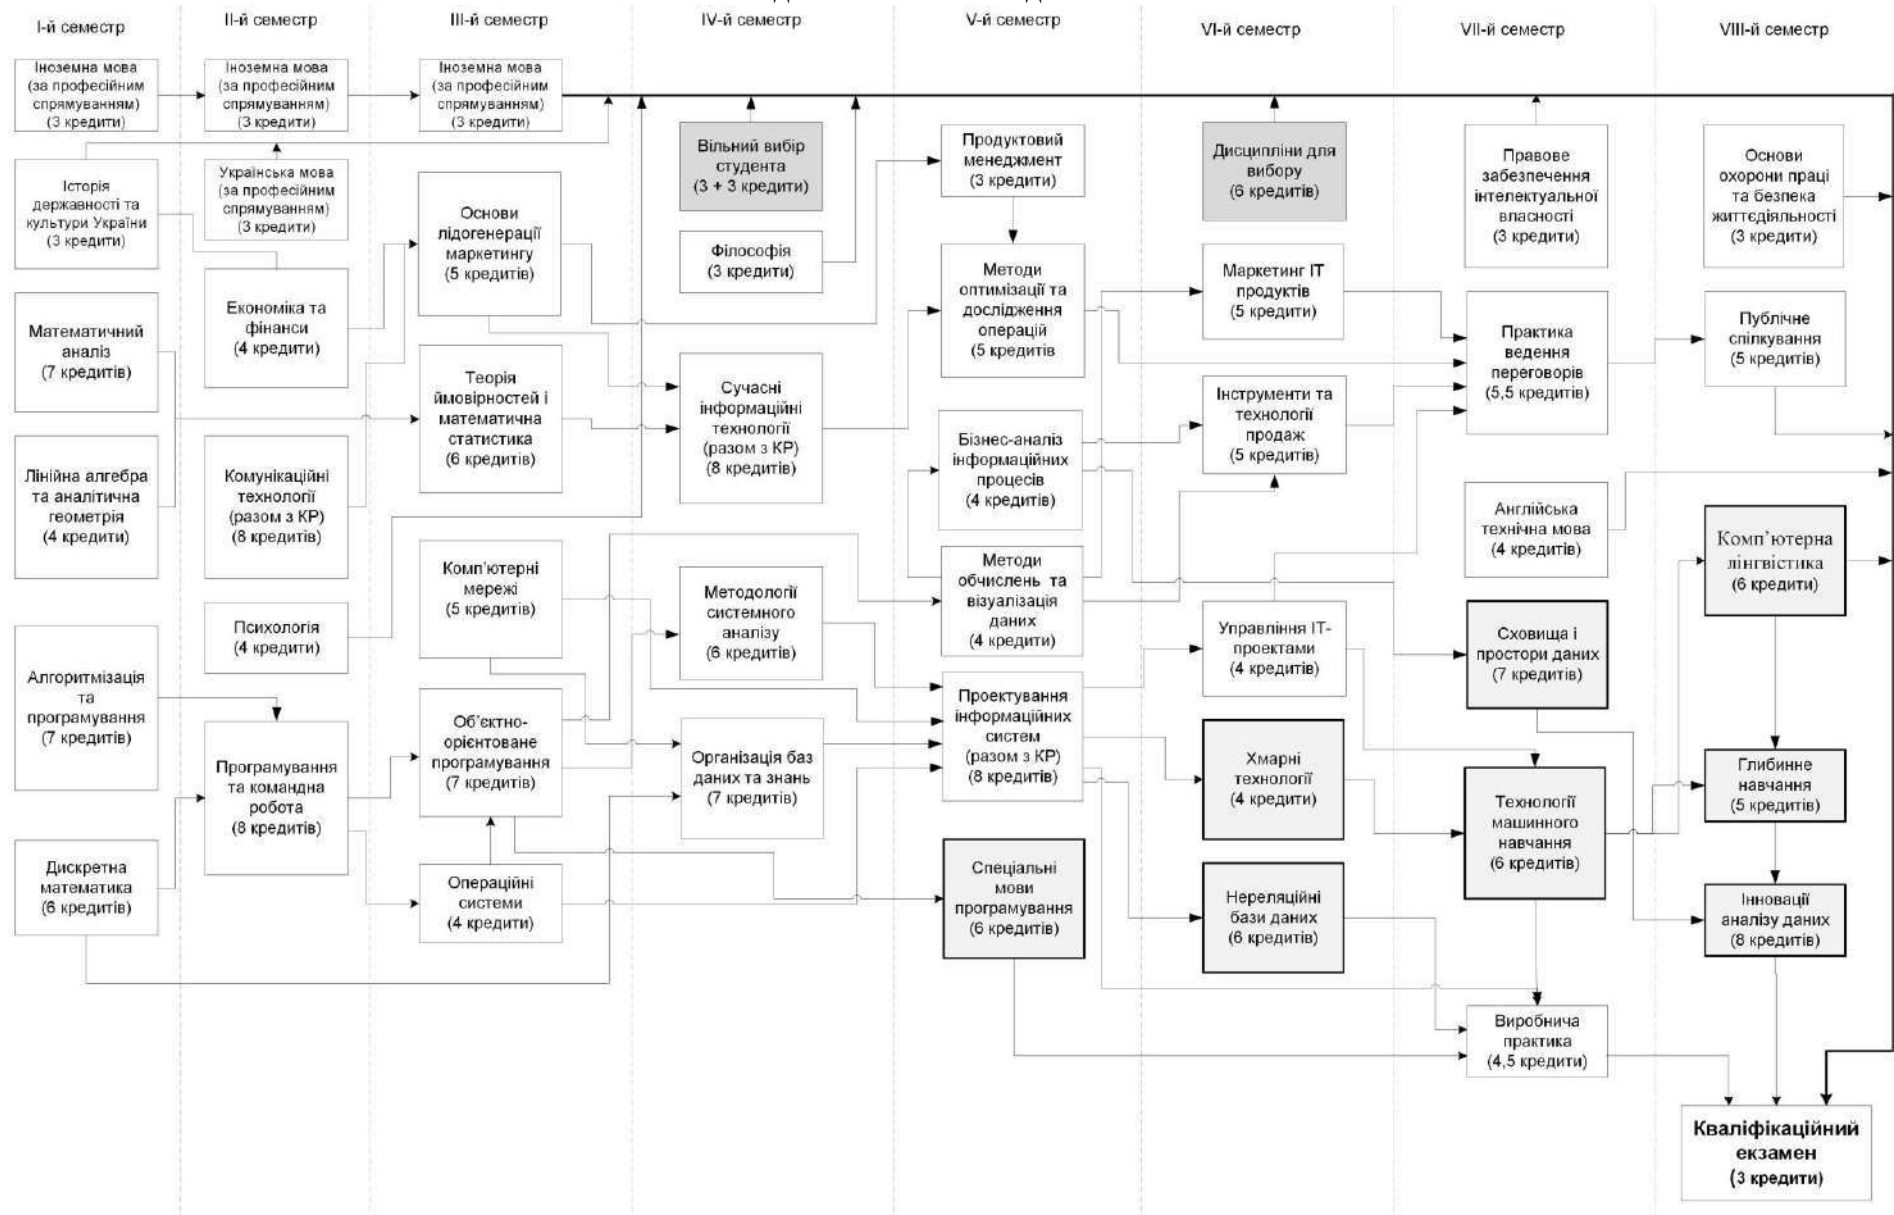 I-й семестр
II-й семестр
III-й семестр
IV-й семестр
V-й семестр
VI-й семестр
VII-й семестр
VIII-й семестр
Іноземна мова
(за професійним
спрямуванням)
(3 кредити)
Історія
державності та
культури України
(3 кредити)
Математичний
аналіз
(7 кредитів)
Лінійна алгебра
та аналітична
геометрія
(4 кредити)
Алгоритмізація
та
програмування
(7 кредитів)
Дискретна
математика
(6 кредитів)
Іноземна мова
(за професійним
спрямуванням)
(3 кредити)
Українська мова
(за професійним
спрямуванням)
(3 кредити)
Економіка та
фінанси
(4 кредити)
Комунікаційні
технології
(разом з КР)
(8 кредитів)
Психологія
(4 кредити)
Програмування
та командна
робота
(8 кредитів)
Іноземна мова
(за професійним
спрямуванням)
(3 кредити)
Основи
лідогенерації
маркетингу
(5 кредитів)
Теорія
ймовірностей і
математична
статистика
(6 кредитів)
Комп'ютерні
мережі
(5 кредитів)
Об'єктно-
орієнтоване
програмування
(7 кредитів)
Операційні
системи
(4 кредити)
Вільний вибір
студента
(3 + 3 кредити)
Філософія
(3 кредити)
Сучасні
інформаційні
технології
(разом з КР)
(8 кредитів)
Методології
системного
аналізу
(6 кредитів)
Організація баз
даних та знань
(7 кредитів)
Продуктовий
менеджмент
(3 кредити)
Методи
оптимізації та
дослідження
операцій
(5 кредитів
Бізнес-аналіз
інформаційних
процесів
(4 кредитів)
Методи
обчислень та
візуалізація
даних
(4 кредити)
Проектування
інформаційних
систем
(разом з КР)
(8 кредитів)
Спеціальні
мови
програмування
(6 кредитів)
Дисципліни для
вибору
(6 кредитів)
Маркетинг ІТ
продуктів
(5 кредити)
Інструменти та
технології
продаж
(5 кредитів)
Управління ІТ-
проектами
(4 кредитів)
Хмарні
технології
(4 кредити)
Нереляційні
бази даних
(6 кредитів)
Правове
забезпечення
інтелектуальної
власності
(3 кредити)
Практика
ведення
переговорів
(5,5 кредитів)
Англійська
технічна мова
(4 кредитів)
Сховища і
простори даних
(7 кредитів)
Технології
машинного
навчання
(6 кредитів)
Виробнича
практика
(4,5 кредити)
Основи
охорони праці
та безпека
життєдіяльності
(3 кредити)
Публічне
спілкування
(5 кредитів)
Комп'ютерна
лінгвістика
(6 кредити)
Глибинне
навчання
(5 кредитів)
Інновації
аналізу даних
(8 кредитів)
Кваліфікаційний
екзамен
(3 кредити)